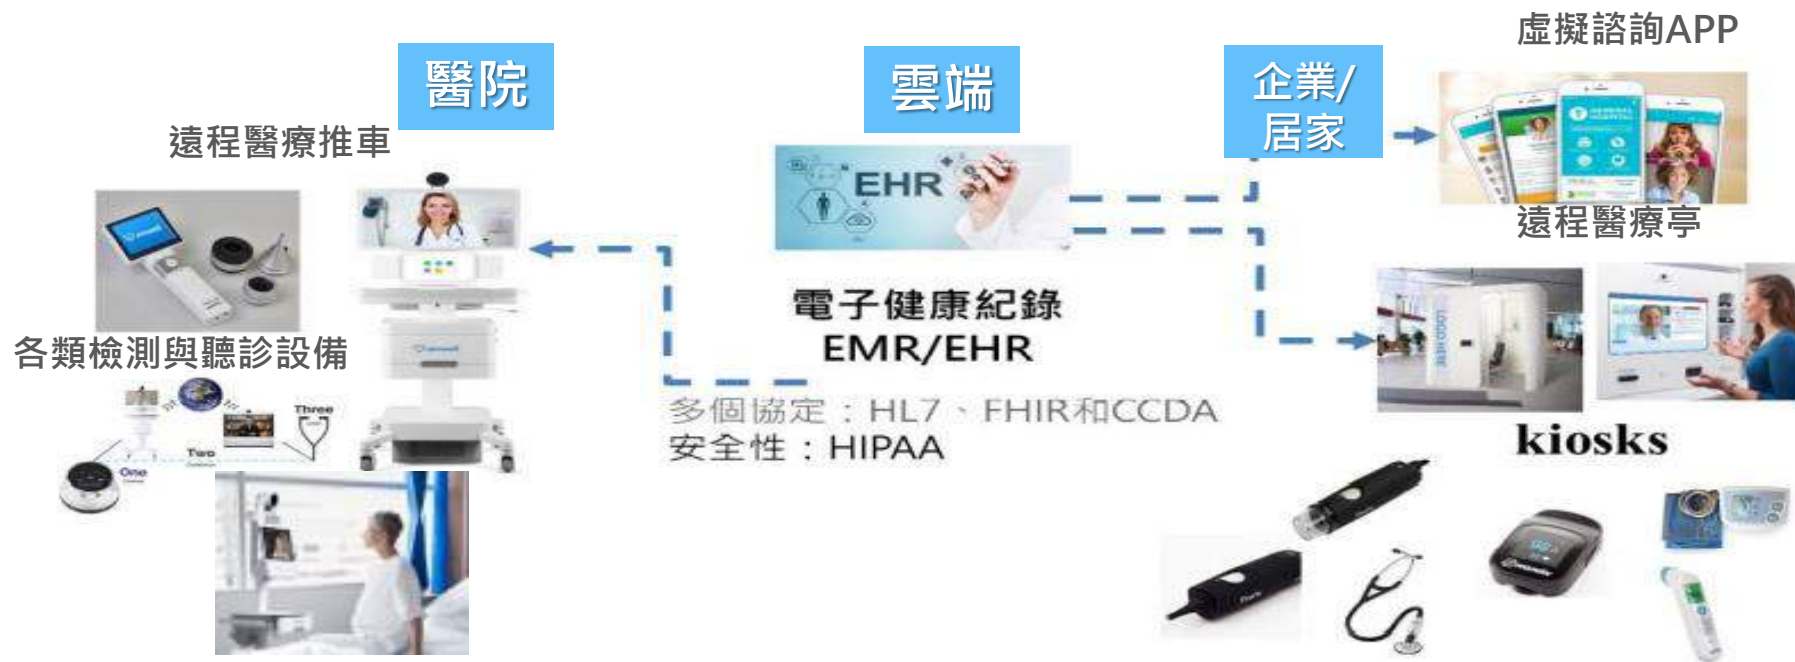 虛擬諮詢APP
醫院
雲端
企業/
居家
遠程醫療推車
EHR
遠程醫療亭
電子健康紀錄
EMR/EHR
各類檢測與聽診設備
多個協定：HL7、FHIR和CCDA
安全性：HIPAA
Three
Two
One
kiosks